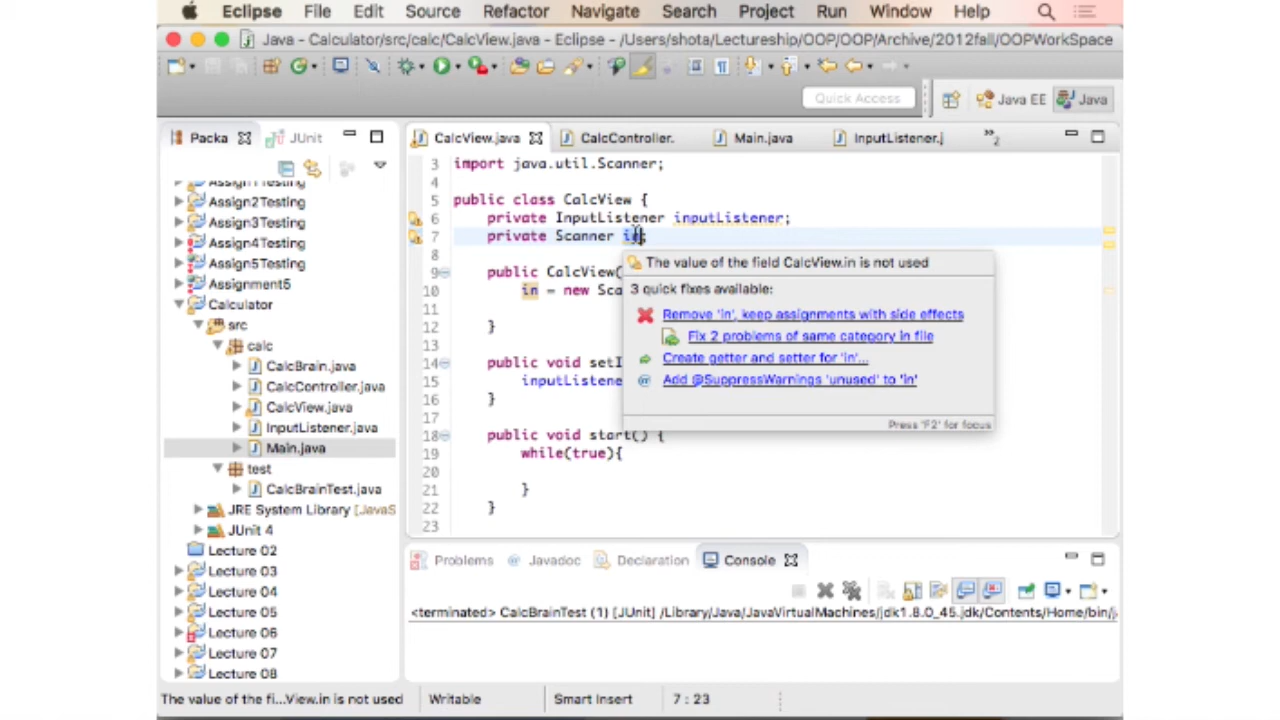 Eclipse File Edit Source Refactor Navigate Search Project Run Window Help
Java - Calculator/src/calc/CalcView.java - Eclipse - /Users/shota/Lectureship/OOP/OOP/Archive/2012fall/OOPWorkSpace
Quick Access
Java EE
Java
Packa
JUnit
CalcView.java
CalcController.
Main.java
InputListener.j
»2
Assign1Testing
Assign2Testing
Assign3Testing
Assign4Testing
Assign5Testing
Assignment5
Calculator
src
calc
CalcBrain.java
CalcController.java
CalcView.java
InputListener.java
Main.java
test
CalcBrainTest.java
JRE System Library [JavaS
JUnit 4
Lecture 02
Lecture 03
Lecture 04
Lecture 05
Lecture 06
Lecture 07
Lecture 08
3 import java.util.Scanner;
4
5 public class CalcView {
6 private InputListener inputListener;
7 private Scanner in;
8
9 public CalcView(
10 in = new Sca
11
12 }
13
14 public void setI
15 inputListene
16 }
17
18 public void start() {
19 while(true){
20
21 }
22 }
23
The value of the field CalcView.in is not used
3 quick fixes available:
Remove 'in', keep assignments with side effects
Fix 2 problems of same category in file
Create getter and setter for 'in'...
Add @SuppressWarnings 'unused' to 'in'
Press 'F2' for focus
Problems
Javadoc
Declaration
Console
<terminated> CalcBrainTest (1) [JUnit] /Library/Java/JavaVirtualMachines/jdk1.8.0_45.jdk/Contents/Home/bin/j
The value of the fi...View.in is not used
Writable
Smart Insert
7 : 23